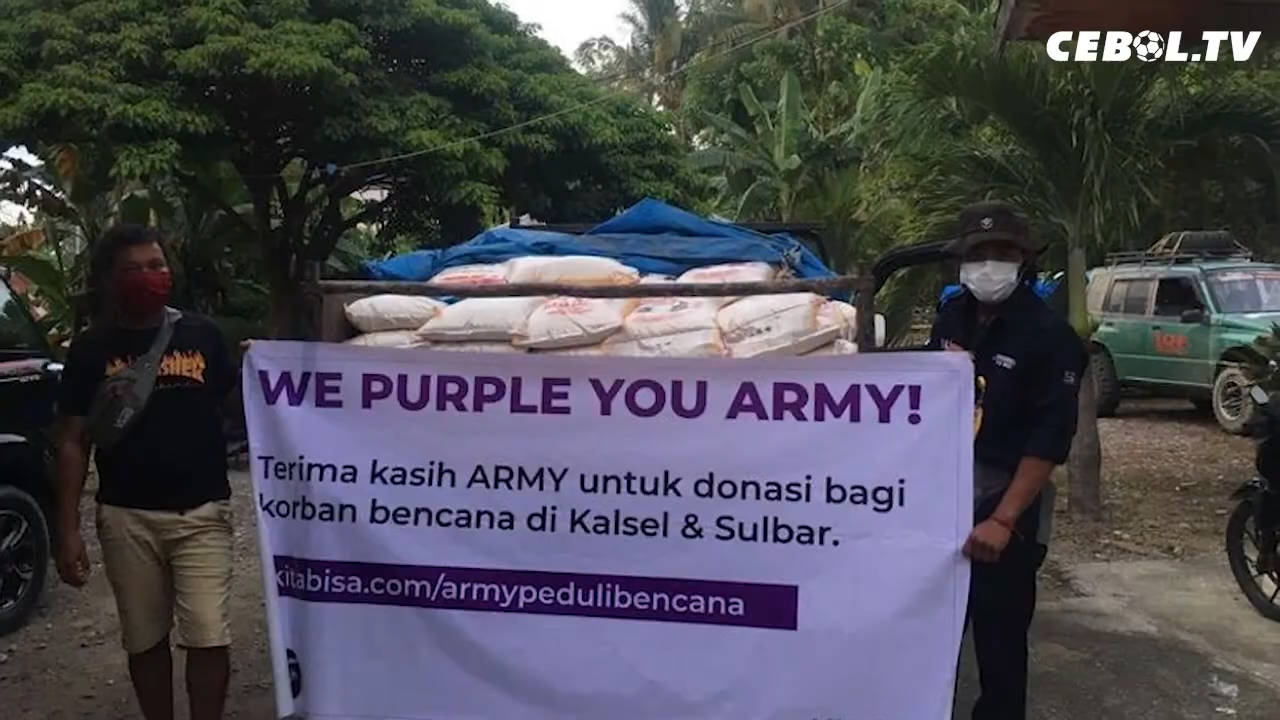 CEBOL.TV
WE PURPLE YOU ARMY!
Terima kasih ARMY untuk donasi bagi
korban bencana di Kalsel & Sulbar.
kitabisa.com/armypedulibencana